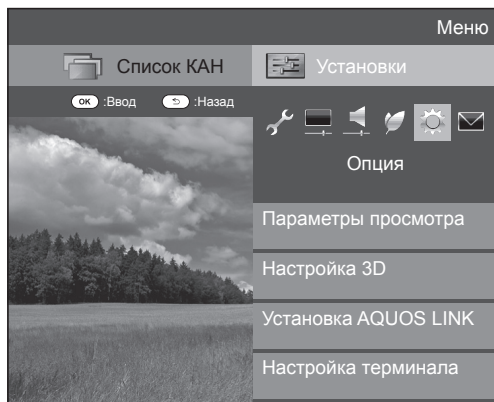 Меню
Список КАН
Установки
OK :Ввод :Назад
Опция
Параметры просмотра
Настройка 3D
Установка AQUOS LINK
Настройка терминала